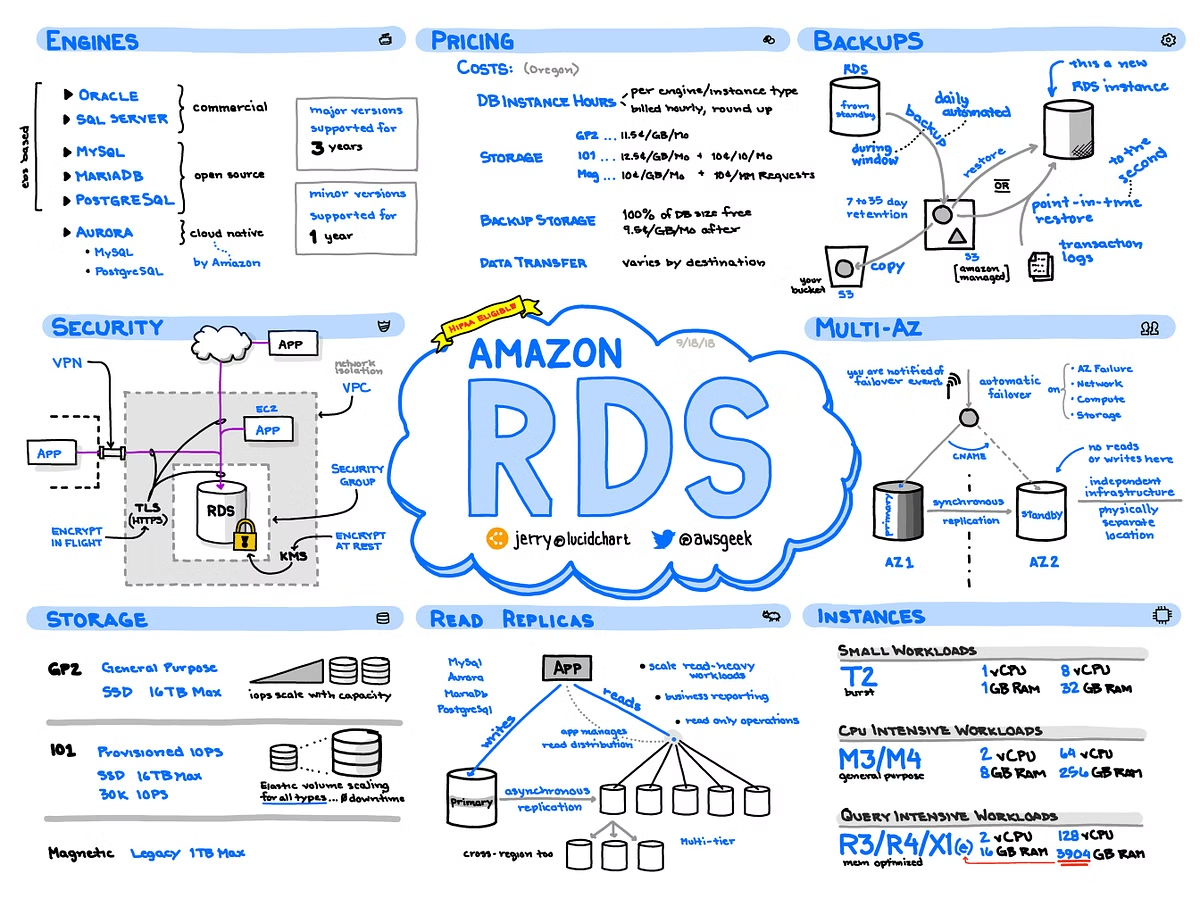 ENGINES
ebs based
ORACLE
SQL SERVER
commercial
MySQL
MARIADB
POSTGRESQL
open source
AURORA
• MySQL
• PostgreSQL
cloud native
by Amazon
major versions
supported for
3 years
minor versions
supported for
1 year
PRICING
COSTS: (Oregon)
DB INSTANCE HOURS
per engine/instance type
billed hourly, round up
STORAGE
GP2 ... 11.5¢/GB/Mo
IO1 ... 12.5¢/GB/Mo + 10¢/IO/Mo
Mag ... 10¢/GB/Mo + 10¢/MM Requests
BACKUP STORAGE
100% of DB size free
9.5¢/GB/Mo after
DATA TRANSFER
varies by destination
BACKUPS
RDS
from
standby
backup
daily
automated
during
window
this a new
RDS instance
restore
OR
to the
second
point-in-time
restore
7 to 35 day
retention
transaction
logs
S3
[amazon
managed]
copy
your
bucket
S3
SECURITY
APP
VPN
network
isolation
VPC
EC2
APP
APP
SECURITY
GROUP
RDS
TLS
(HTTPS)
ENCRYPT
IN FLIGHT
KMS
ENCRYPT
AT REST
HIPAA ELIGIBLE
9/18/18
AMAZON
RDS
jerry@lucidchart
@awsgeek
MULTI-AZ
you are notified of
failover event
automatic
failover
on
• AZ Failure
• Network
• Compute
• Storage
CNAME
no reads
or writes here
primary
synchronous
replication
standby
independent
infrastructure
physically
separate
location
AZ1
AZ2
STORAGE
GP2
General Purpose
SSD 16TB Max
iops scale with capacity
IO1
Provisioned IOPS
SSD 16TB Max
30K IOPS
Elastic volume scaling
for all types... Ø downtime
Magnetic Legacy 1TB Max
READ REPLICAS
MySql
Aurora
MariaDb
PostgreSql
APP
writes
reads
• scale read-heavy
workloads
• business reporting
• read only operations
app manages
read distribution
primary
asynchronous
replication
cross-region too
Multi-tier
INSTANCES
SMALL WORKLOADS
T2
burst
1 vCPU
1 GB RAM
8 vCPU
32 GB RAM
CPU INTENSIVE WORKLOADS
M3/M4
general purpose
2 vCPU
8 GB RAM
64 vCPU
256 GB RAM
QUERY INTENSIVE WORKLOADS
R3/R4/X1(e)
mem optimized
2 vCPU
16 GB RAM
128 vCPU
3904 GB RAM